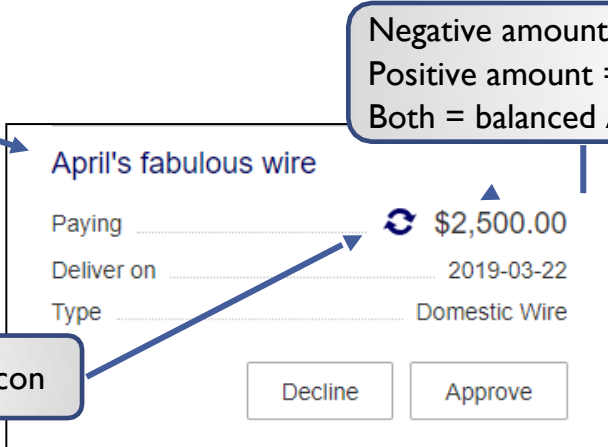 Negative amount
Positive amount =
Both = balanced
April's fabulous wire
Paying $2,500.00
Deliver on 2019-03-22
Type Domestic Wire
con
Decline Approve